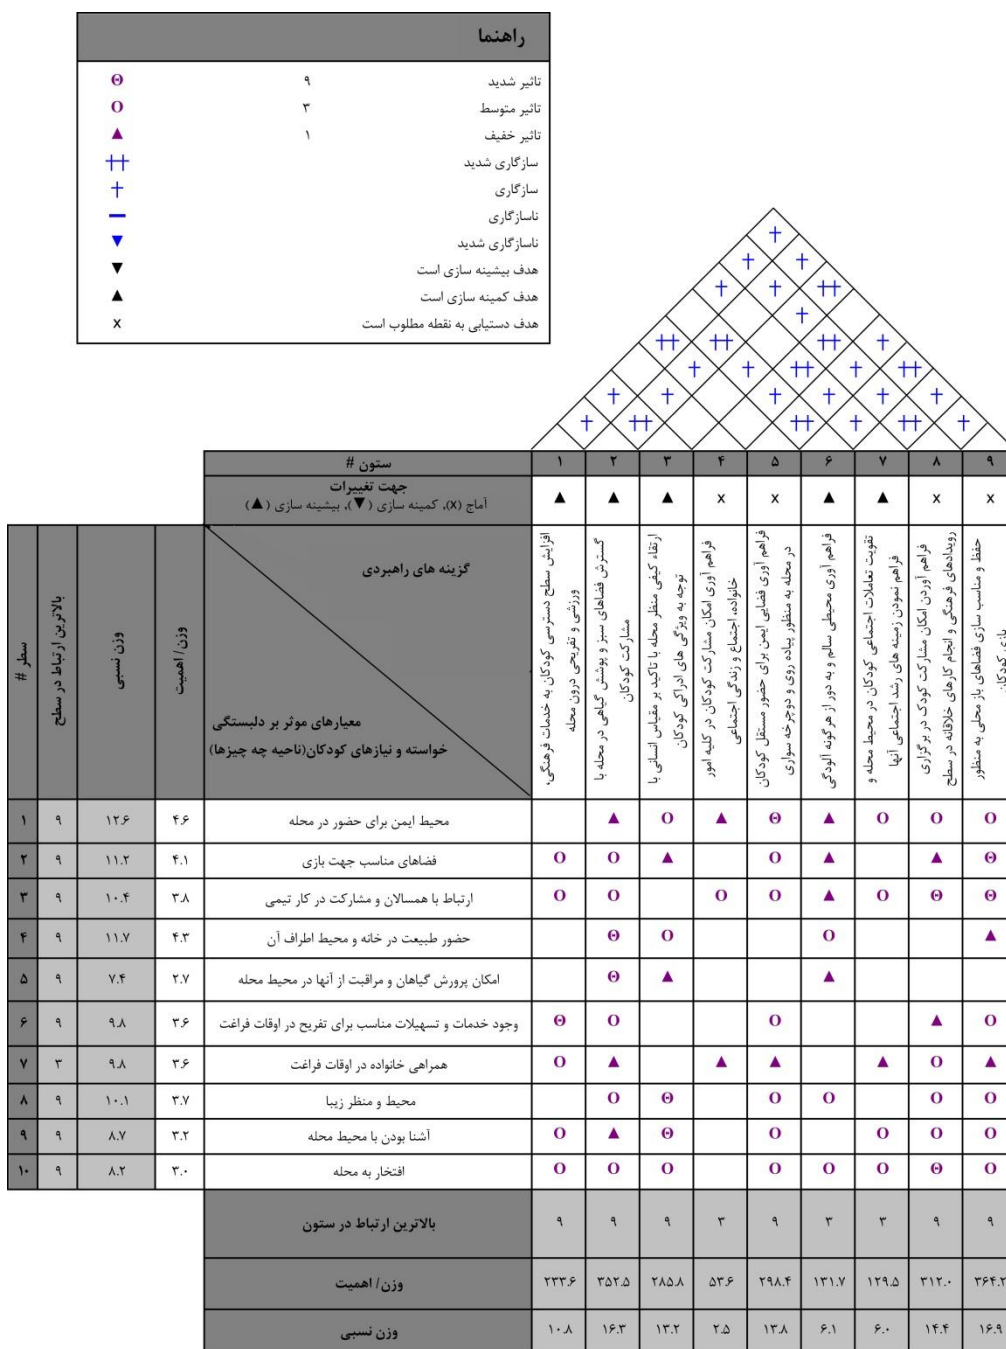 راهنما
تاثیر شدید ۹ Θ
تاثیر متوسط ۳ O
تاثیر خفیف ۱ ▲
سازگاری شدید ╫
سازگاری †
ناسازگاری −
ناسازگاری شدید ▼
هدف بیشینه سازی است ▼
هدف کمینه سازی است ▲
هدف دستیابی به نقطه مطلوب است x
ستون # ۱ ۲ ۳ ۴ ۵ ۶ ۷ ۸ ۹
جهت تغییرات
آماج (x)، کمینه سازی (▼)، بیشینه سازی (▲)
▲ ▲ ▲ x x ▲ ▲ x x
سطر #
بالاترین ارتباط در سطح
وزن نسبی
وزن/ اهمیت
گزینه های راهبردی
معیارهای موثر بر دلبستگی
خواسته و نیازهای کودکان(ناحیه چه چیزها)
افزایش سطح دسترسی کودکان به خدمات فرهنگی،
ورزشی و تفریحی درون محله
گسترش فضاهای سبز و پوشش گیاهی در محله با
مشارکت کودکان
ارتقاء کیفی منظر محله با تاکید بر مقیاس انسانی با
توجه به ویژگی های ادراکی کودکان
فراهم آوری امکان مشارکت کودکان در کلیه امور
خانواده، اجتماع و زندگی اجتماعی
فراهم آوری فضایی ایمن برای حضور مستقل کودکان
در محله به منظور پیاده روی و دوچرخه سواری
فراهم آوری محیطی سالم و به دور از هرگونه آلودگی
تقویت تعاملات اجتماعی کودکان در محیط محله و
فراهم نمودن زمینه های رشد اجتماعی آنها
فراهم آوردن امکان مشارکت کودک در برگزاری
رویدادهای فرهنگی و انجام کارهای خلاقانه در سطح
حفظ و مناسب سازی فضاهای باز محلی به منظور
بازی کودکان
۱ ۹ ۱۲.۶ ۴.۶ محیط ایمن برای حضور در محله ▲ O ▲ Θ ▲ O O O
۲ ۹ ۱۱.۲ ۴.۱ فضاهای مناسب جهت بازی O O ▲ O ▲ ▲ Θ
۳ ۹ ۱۰.۴ ۳.۸ ارتباط با همسالان و مشارکت در کار تیمی O O O O ▲ O Θ Θ
۴ ۹ ۱۱.۷ ۴.۳ حضور طبیعت در خانه و محیط اطراف آن Θ O O ▲
۵ ۹ ۷.۴ ۲.۷ امکان پرورش گیاهان و مراقبت از آنها در محیط محله Θ ▲ ▲
۶ ۹ ۹.۸ ۳.۶ وجود خدمات و تسهیلات مناسب برای تفریح در اوقات فراغت Θ O O ▲ O
۷ ۳ ۹.۸ ۳.۶ همراهی خانواده در اوقات فراغت O ▲ ▲ ▲ ▲ O ▲
۸ ۹ ۱۰.۱ ۳.۷ محیط و منظر زیبا O Θ O O O O
۹ ۹ ۸.۷ ۳.۲ آشنا بودن با محیط محله O ▲ Θ O O O O
۱۰ ۹ ۸.۲ ۳.۰ افتخار به محله O O O O O O Θ O
بالاترین ارتباط در ستون ۹ ۹ ۹ ۳ ۹ ۳ ۳ ۹ ۹
وزن/ اهمیت ۲۳۳.۶ ۳۵۲.۵ ۲۸۵.۸ ۵۳.۶ ۲۹۸.۴ ۱۳۱.۷ ۱۲۹.۵ ۳۱۲.۰ ۳۶۴.۲
وزن نسبی ۱۰.۸ ۱۶.۳ ۱۳.۲ ۲.۵ ۱۳.۸ ۶.۱ ۶.۰ ۱۴.۴ ۱۶.۹